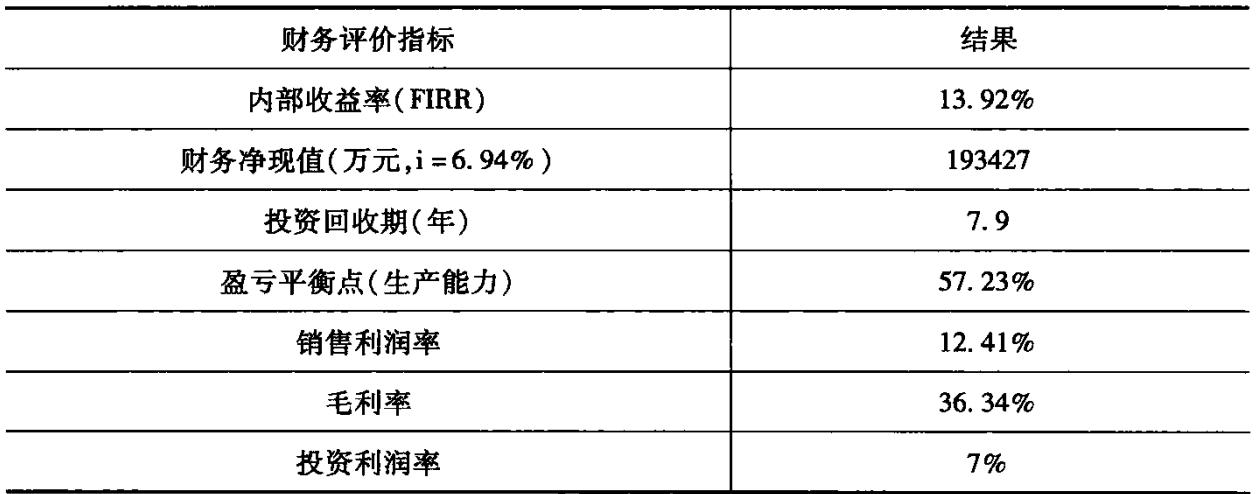 财务评价指标 结果
内部收益率(FIRR) 13.92%
财务净现值(万元,i=6.94%) 193427
投资回收期(年) 7.9
盈亏平衡点(生产能力) 57.23%
销售利润率 12.41%
毛利率 36.34%
投资利润率 7%